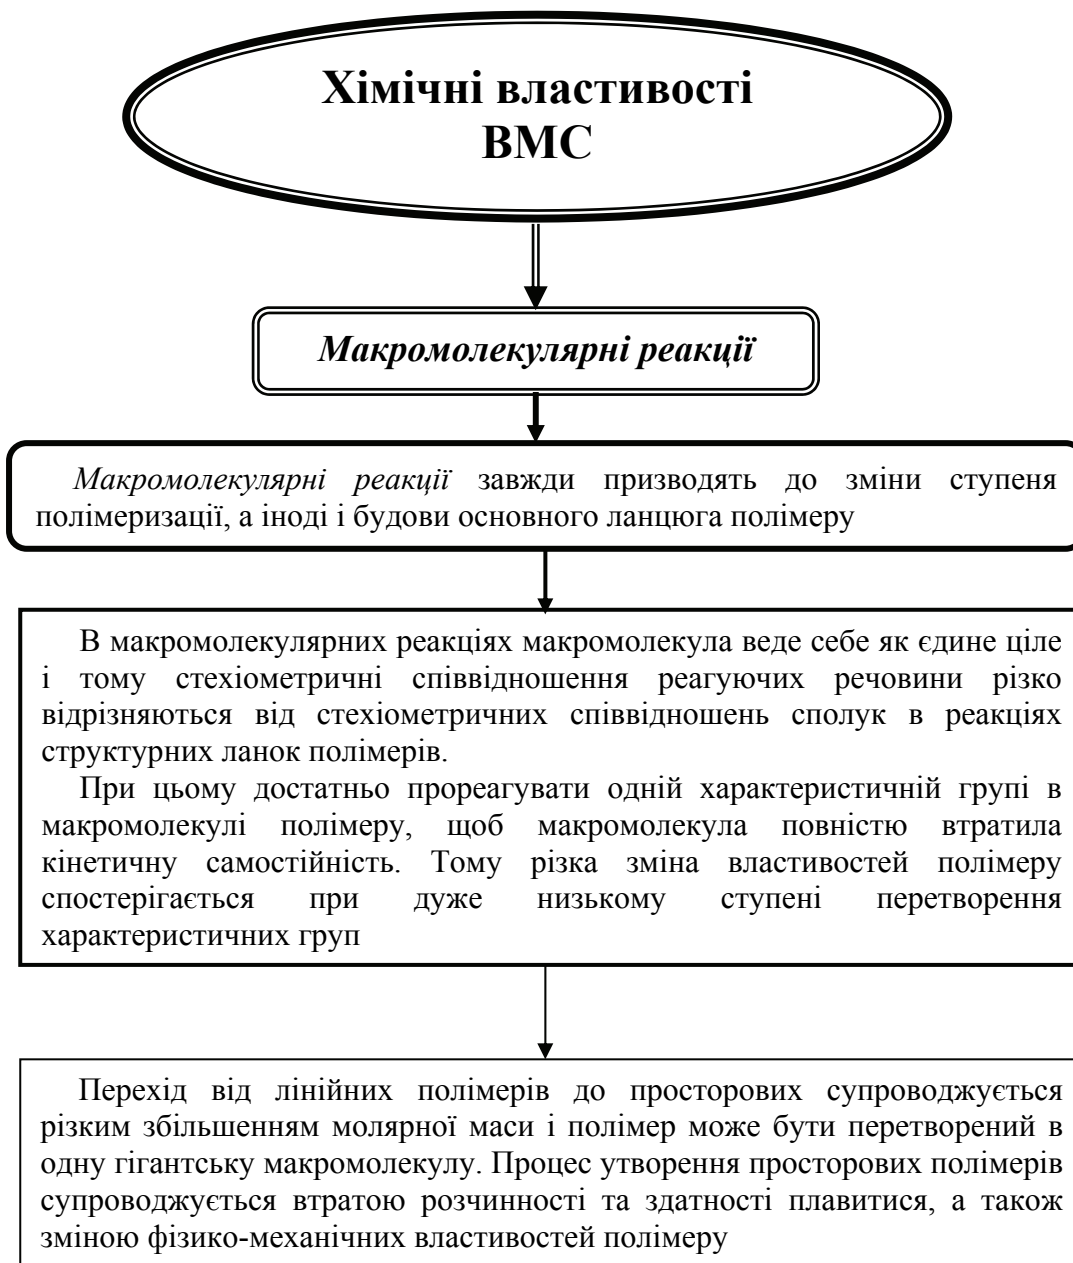 Хімічні властивості
ВМС
Макромолекулярні реакції
Макромолекулярні реакції завжди призводять до зміни ступеня
полімеризації, а іноді і будови основного ланцюга полімеру
В макромолекулярних реакціях макромолекула веде себе як єдине ціле
і тому стехіометричні співвідношення реагуючих речовини різко
відрізняються від стехіометричних співвідношень сполук в реакціях
структурних ланок полімерів.
При цьому достатньо прореагувати одній характеристичній групі в
макромолекулі полімеру, щоб макромолекула повністю втратила
кінетичну самостійність. Тому різка зміна властивостей полімеру
спостерігається при дуже низькому ступені перетворення
характеристичних груп
Перехід від лінійних полімерів до просторових супроводжується
різким збільшенням молярної маси і полімер може бути перетворений в
одну гігантську макромолекулу. Процес утворення просторових полімерів
супроводжується втратою розчинності та здатності плавитися, а також
зміною фізико-механічних властивостей полімеру